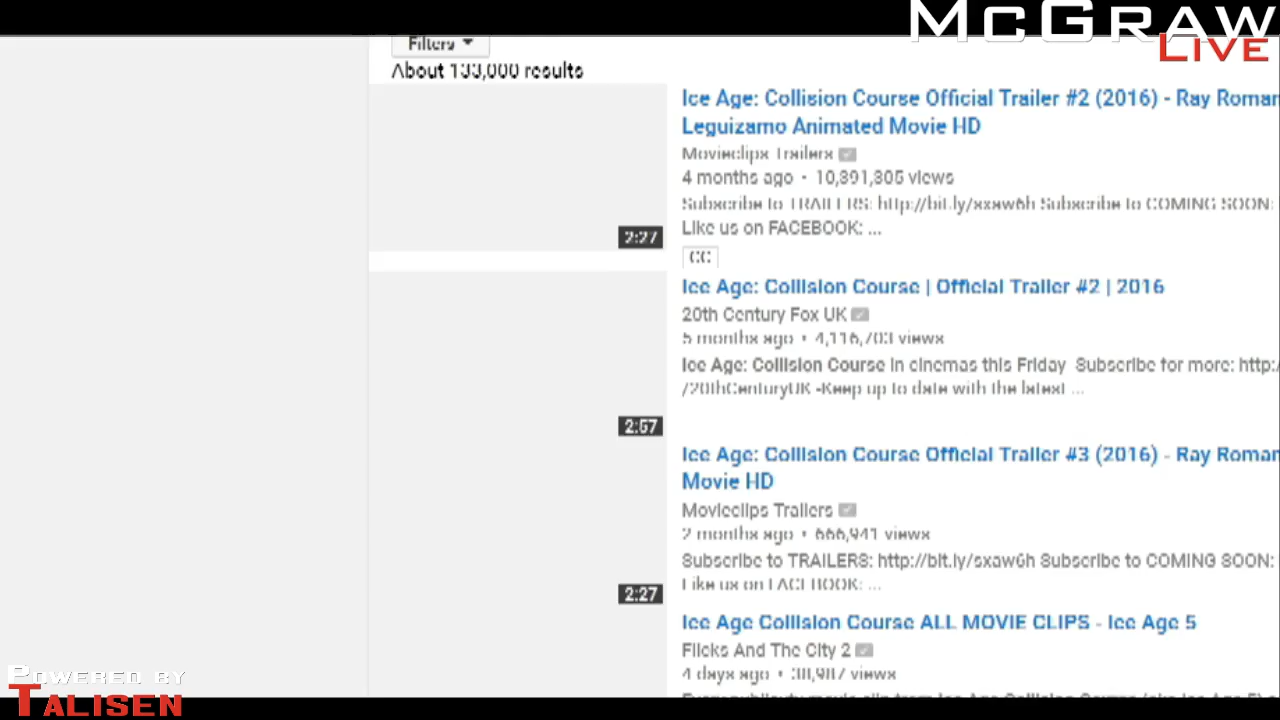 McGraw
Live
Filters
About 133,000 results
Ice Age: Collision Course Official Trailer #2 (2016) - Ray Roman
Leguizamo Animated Movie HD
Movieclips Trailers
4 months ago • 10,891,805 views
Subscribe to TRAILERS: http://bit.ly/sxaw6h Subscribe to COMING SOON:
Like us on FACEBOOK: ...
2:27
CC
Ice Age: Collision Course | Official Trailer #2 | 2016
20th Century Fox UK
5 months ago • 4,116,703 views
Ice Age: Collision Course in cinemas this Friday Subscribe for more: http:/
/20thCenturyUK -Keep up to date with the latest ...
2:57
Ice Age: Collision Course Official Trailer #3 (2016) - Ray Roman
Movie HD
Movieclips Trailers
2 months ago • 666,941 views
Subscribe to TRAILERS: http://bit.ly/sxaw6h Subscribe to COMING SOON:
Like us on FACEBOOK: ...
2:27
Ice Age Collision Course ALL MOVIE CLIPS - Ice Age 5
Flicks And The City 2
4 days ago • 38,987 views
Powered by
Talisen